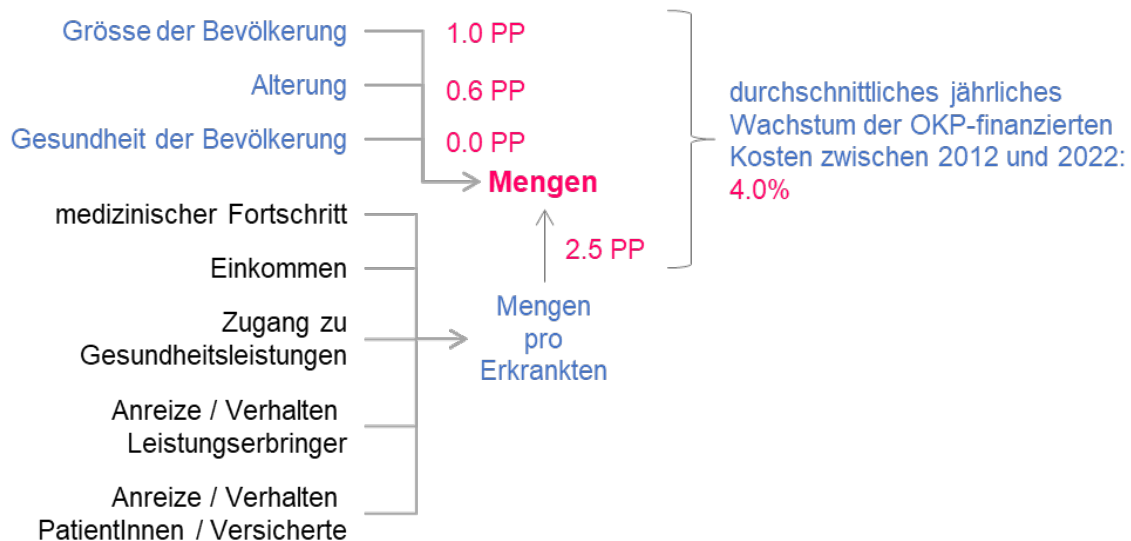 Grösse der Bevölkerung
1.0 PP
Alterung
0.6 PP
Gesundheit der Bevölkerung
0.0 PP
Mengen
durchschnittliches jährliches
Wachstum der OKP-finanzierten
Kosten zwischen 2012 und 2022:
4.0%
medizinischer Fortschritt
Einkommen
Zugang zu
Gesundheitsleistungen
Anreize / Verhalten
Leistungserbringer
Anreize / Verhalten
PatientInnen / Versicherte
2.5 PP
Mengen
pro
Erkrankten